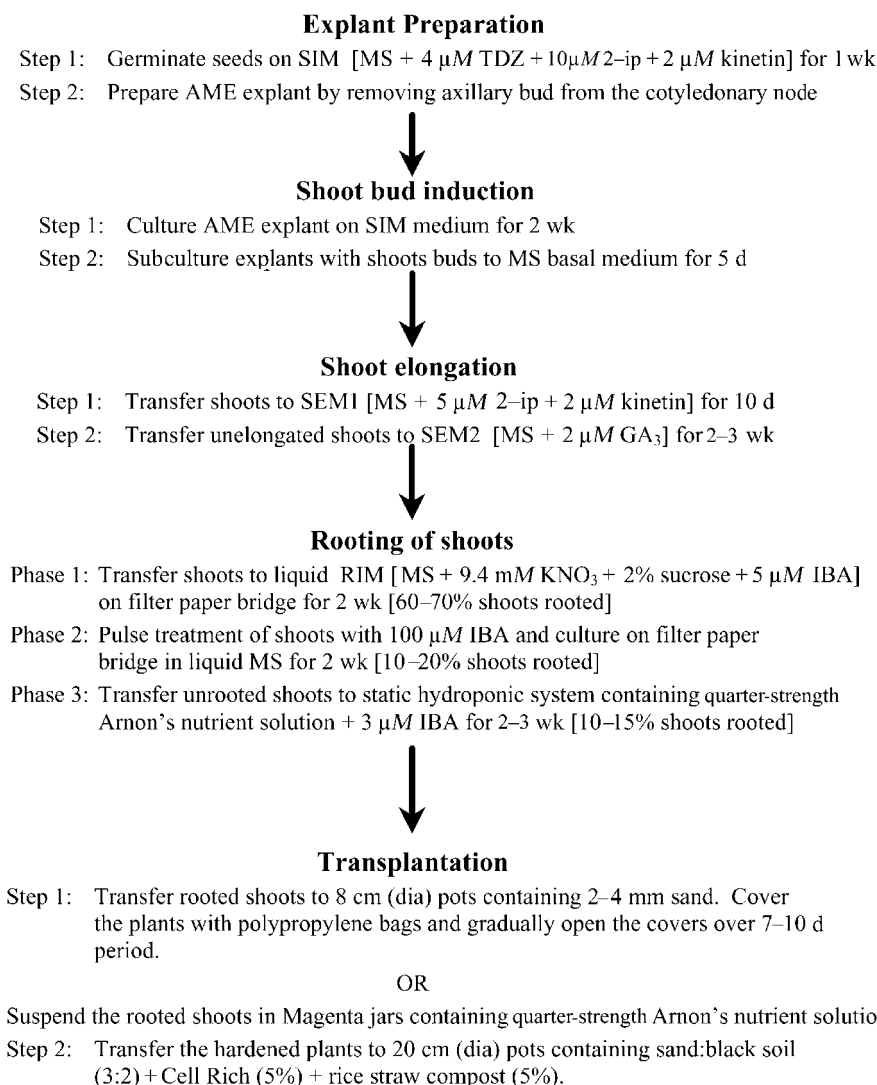 Explant Preparation
Step 1: Germinate seeds on SIM [MS + 4 µM TDZ + 10µM 2–ip + 2 µM kinetin] for 1 wk
Step 2: Prepare AME explant by removing axillary bud from the cotyledonary node
Shoot bud induction
Step 1: Culture AME explant on SIM medium for 2 wk
Step 2: Subculture explants with shoots buds to MS basal medium for 5 d
Shoot elongation
Step 1: Transfer shoots to SEM1 [MS + 5 µM 2–ip + 2 µM kinetin] for 10 d
Step 2: Transfer unelongated shoots to SEM2 [MS + 2 µM GA₃] for 2–3 wk
Rooting of shoots
Phase 1: Transfer shoots to liquid RIM [MS + 9.4 mM KNO₃ + 2% sucrose + 5 µM IBA]
on filter paper bridge for 2 wk [60–70% shoots rooted]
Phase 2: Pulse treatment of shoots with 100 µM IBA and culture on filter paper
bridge in liquid MS for 2 wk [10–20% shoots rooted]
Phase 3: Transfer unrooted shoots to static hydroponic system containing quarter-strength
Arnon's nutrient solution + 3 µM IBA for 2–3 wk [10–15% shoots rooted]
Transplantation
Step 1: Transfer rooted shoots to 8 cm (dia) pots containing 2–4 mm sand. Cover
the plants with polypropylene bags and gradually open the covers over 7–10 d
period.
OR
Suspend the rooted shoots in Magenta jars containing quarter-strength Arnon's nutrient solutio
Step 2: Transfer the hardened plants to 20 cm (dia) pots containing sand:black soil
(3:2) + Cell Rich (5%) + rice straw compost (5%).